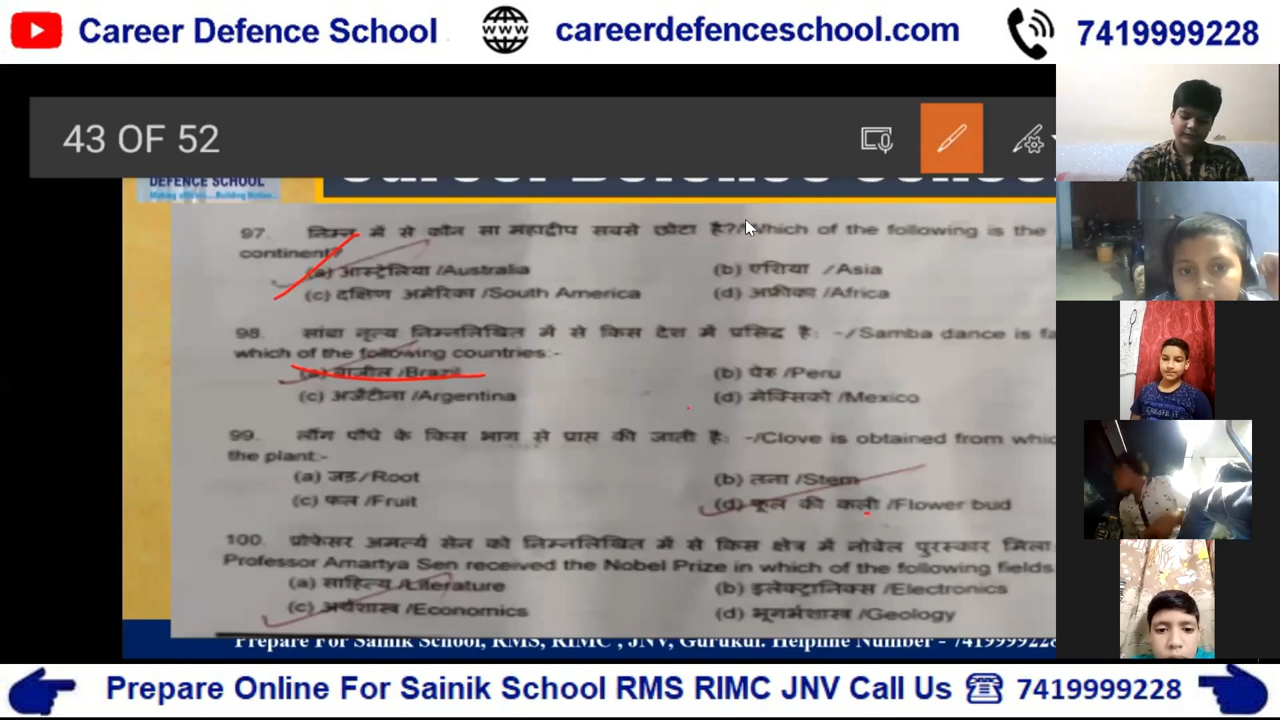 Career Defence School
careerdefenceschool.com
7419999228
43 OF 52
DEFENCE SCHOOL
97. निम्न में से कौन सा महाद्वीप सबसे छोटा है?/Which of the following is the
continent?
(a) आस्ट्रेलिया /Australia (b) एशिया /Asia
(c) दक्षिण अमेरिका /South America (d) अफ्रीका /Africa
98. सांबा नृत्य निम्नलिखित में से किस देश में प्रसिद्ध है: -/Samba dance is fa
which of the following countries:-
(a) ब्राजील /Brazil (b) पेरु /Peru
(c) अर्जेंटीना /Argentina (d) मेक्सिको /Mexico
99. लौंग पौधे के किस भाग से प्राप्त की जाती है: -/Clove is obtained from whic
the plant:-
(a) जड़/Root (b) तना /Stem
(c) फल /Fruit (d) फूल की कली /Flower bud
100. प्रोफेसर अमर्त्य सेन को निम्नलिखित में से किस क्षेत्र में नोबेल पुरस्कार मिला
Professor Amartya Sen received the Nobel Prize in which of the following fields
(a) साहित्य /Literature (b) इलेक्ट्रानिक्स /Electronics
(c) अर्थशास्त्र /Economics (d) भूगर्भशास्त्र /Geology
Prepare For Sainik School, RMS, RIMC , JNV, Gurukul. Helpline Number - 7419999228
Prepare Online For Sainik School RMS RIMC JNV Call Us 7419999228